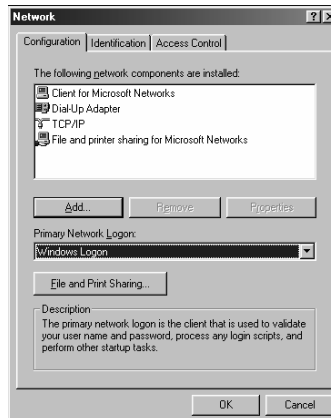 Network
Configuration Identification Access Control
The following network components are installed:
Client for Microsoft Networks
Dial-Up Adapter
TCP/IP
File and printer sharing for Microsoft Networks
Add... Remove Properties
Primary Network Logon:
Windows Logon
File and Print Sharing...
Description
The primary network logon is the client that is used to validate
your user name and password, process any login scripts, and
perform other startup tasks.
OK Cancel